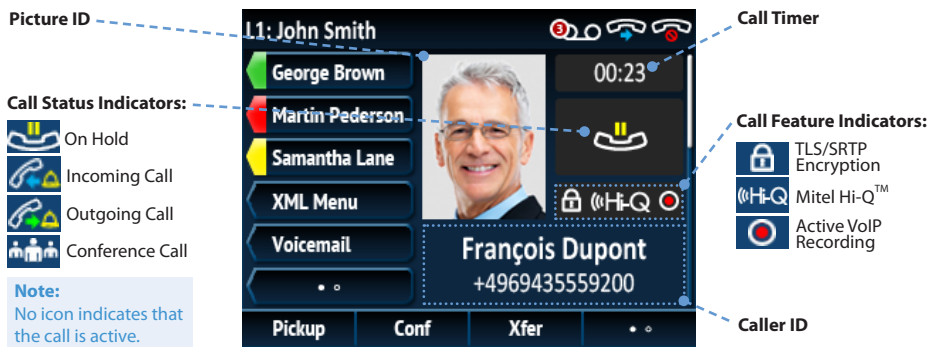 Picture ID
Call Status Indicators:
On Hold
Incoming Call
Outgoing Call
Conference Call
Note:
No icon indicates that
the call is active.
L1: John Smith
3
George Brown
Martin Pederson
Samantha Lane
XML Menu
Voicemail
00:23
Hi-Q
François Dupont
+4969435559200
Pickup
Conf
Xfer
Call Timer
Call Feature Indicators:
TLS/SRTP
Encryption
Hi-Q
Mitel Hi-Q™
Active VoIP
Recording
Caller ID